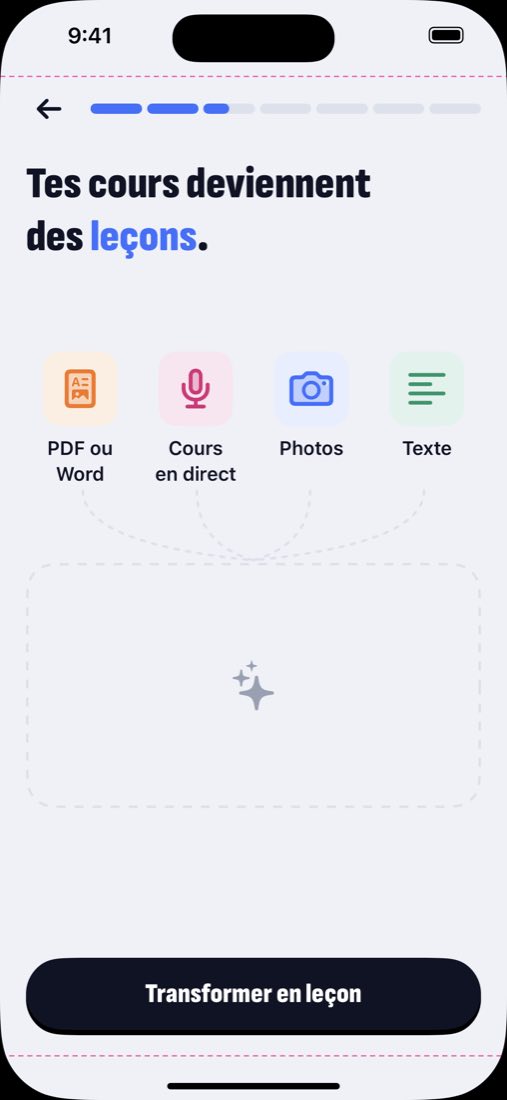 9:41
Tes cours deviennent
des leçons.
PDF ou
Word
Cours
en direct
Photos
Texte
Transformer en leçon